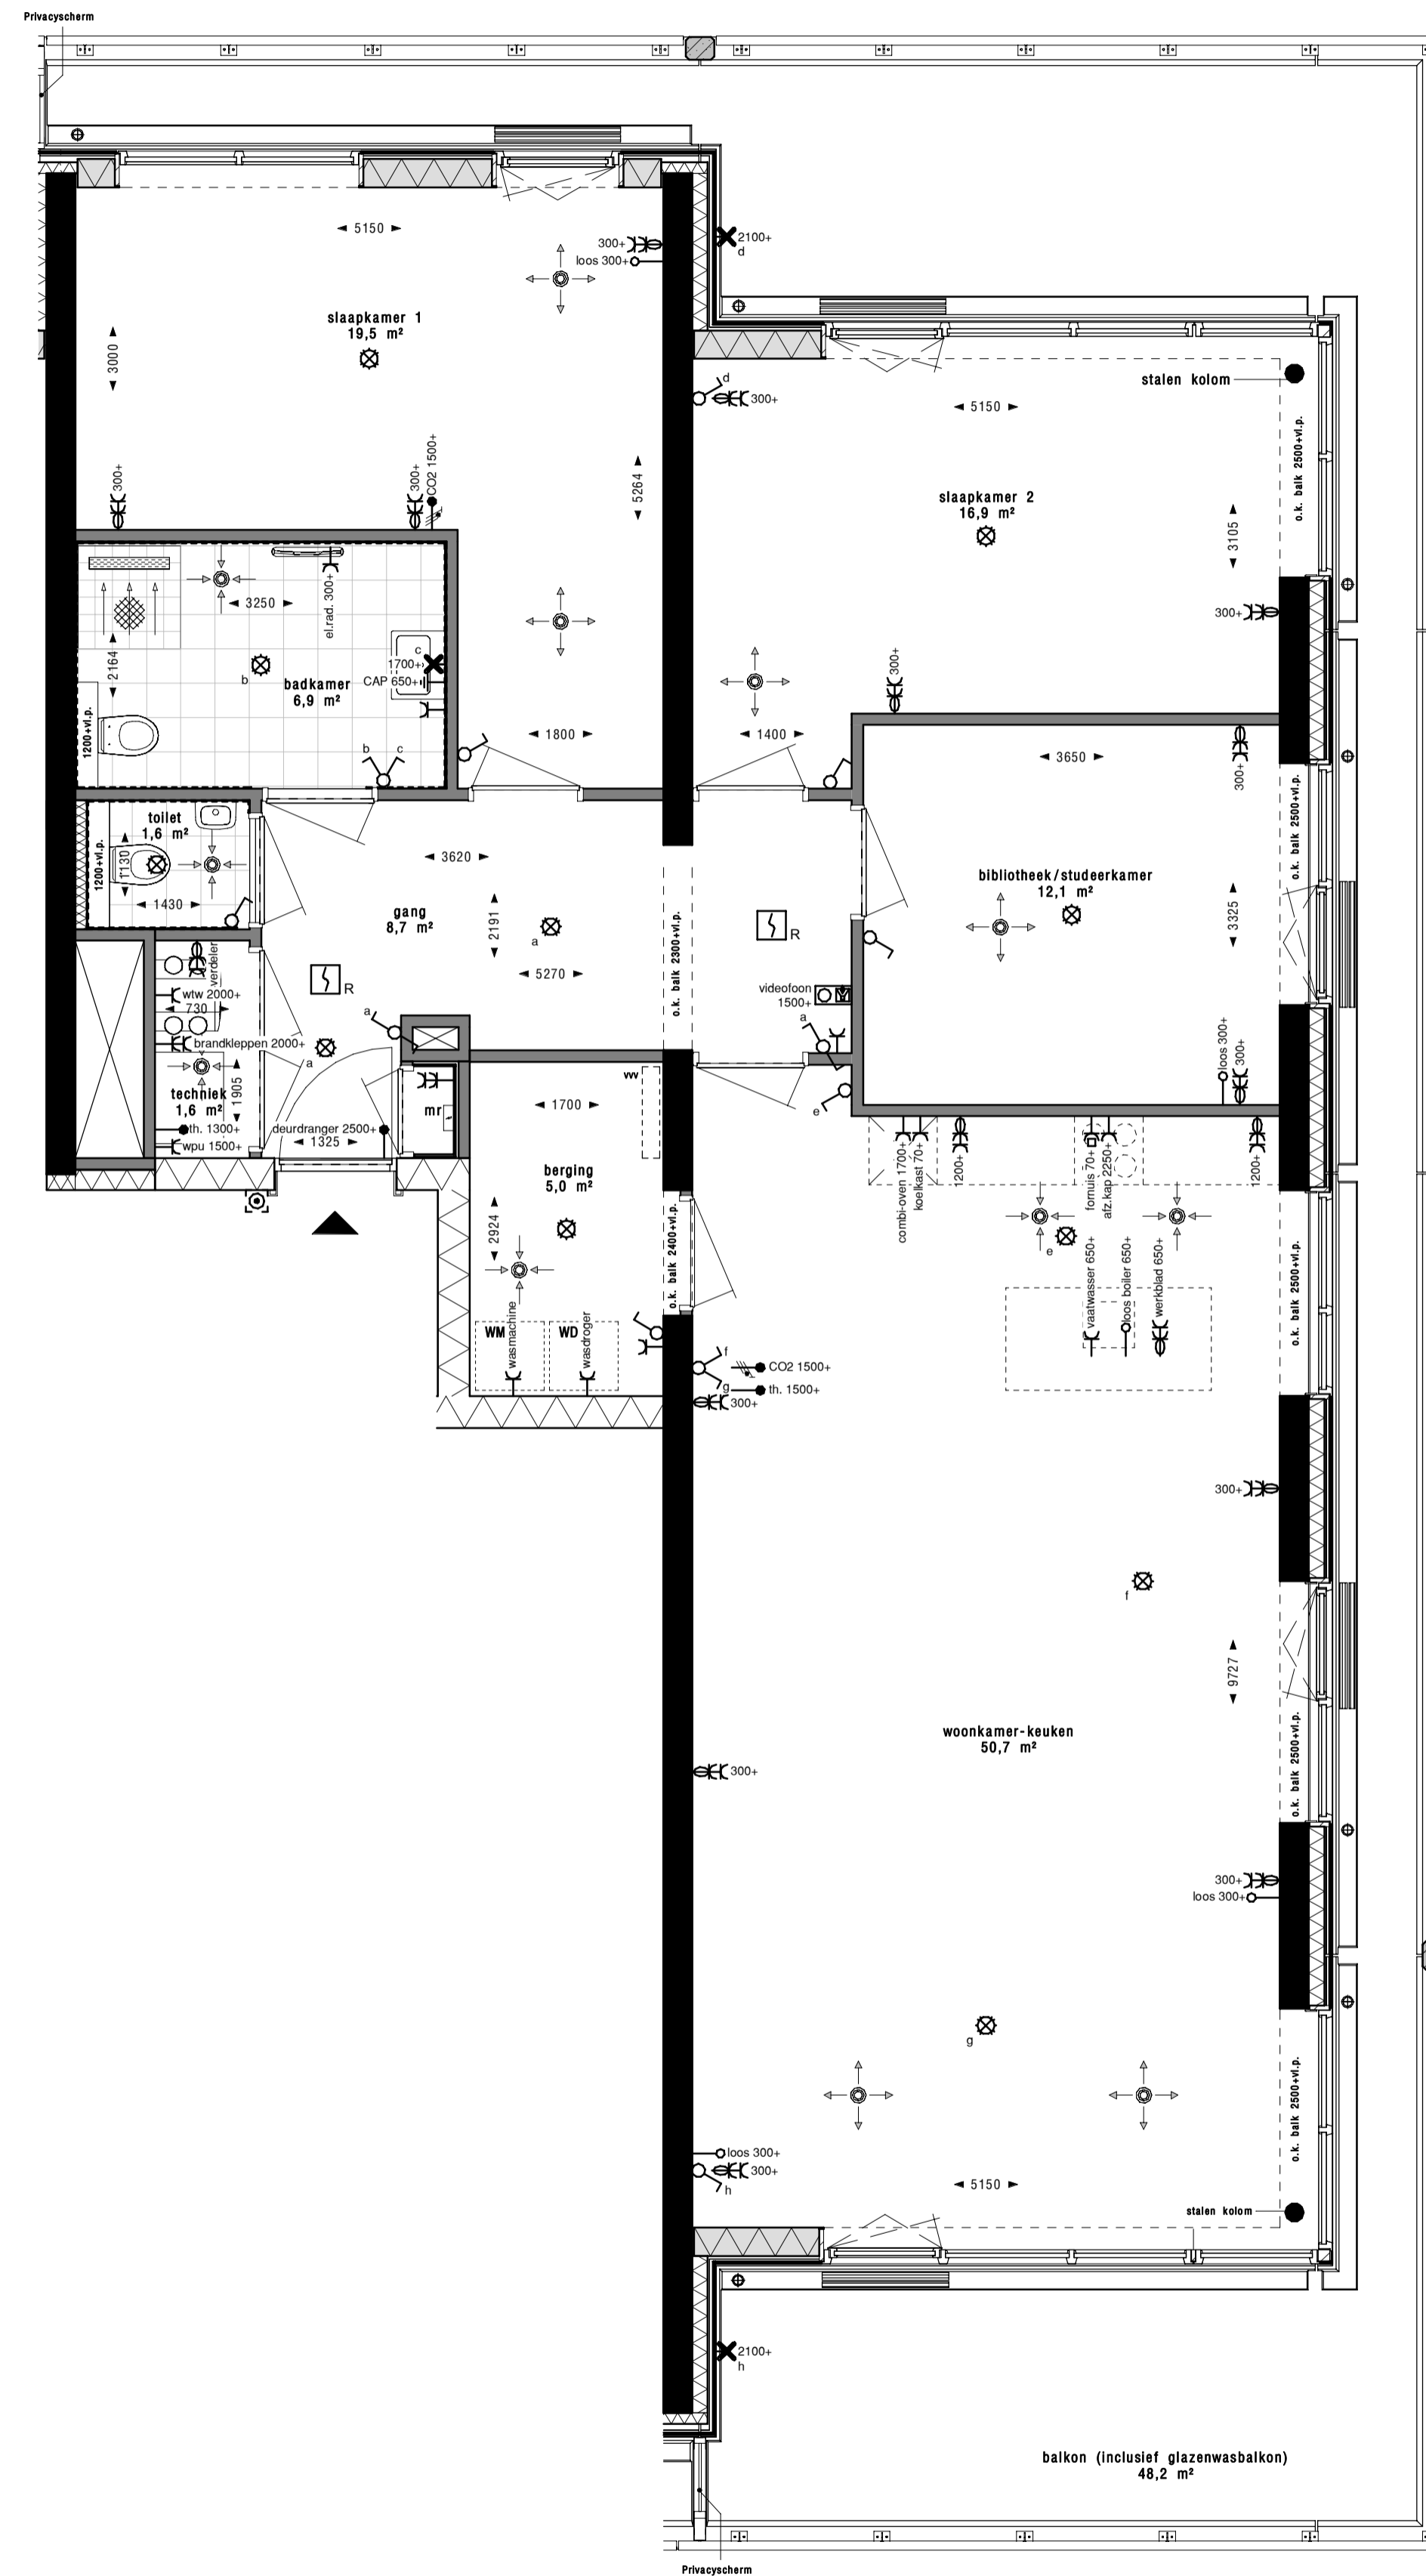 Privacyscherm
5150
300+
loos 300+
2100+
d
slaapkamer 1
19,5 m²
3000
stalen kolom
d
300+
5150
o.k. balk 2500+vl.p.
300+
300+
CO2 1500+
5264
slaapkamer 2
16,9 m²
3105
3250
el.rad. 300+
300+
2164
c
1700+
CAP 650+
b
badkamer
6,9 m²
300+
1200+vl.p.
b
c
1800
1400
3650
300+
o.k. balk 2500+vl.p.
toilet
1,6 m²
1200+vl.p.
1130
1430
3620
gang
8,7 m²
2191
a
5270
o.k. balk 2300+vl.p.
R
bibliotheek/studeerkamer
12,1 m²
3325
verdeler
wtw 2000+
730
R
videofoon
1500+
a
a
brandkleppen 2000+
a
loos 300+
300+
techniek
1,6 m²
1905
th. 1300+
wpu 1500+
deurdranger 2500+
1325
mr
vvv
1700
e
berging
5,0 m²
2924
o.k. balk 2400+vl.p.
combi-oven 1700+
koelkast 70+
1200+
fornuis 70+
afz.kap 2250+
1200+
e
vaatwasser 650+
loos boiler 650+
werkblad 650+
o.k. balk 2500+vl.p.
WM
wasmachine
WD
wasdroger
f
CO2 1500+
g
th. 1500+
300+
300+
f
9727
woonkamer-keuken
50,7 m²
300+
o.k. balk 2500+vl.p.
300+
loos 300+
g
o.k. balk 2500+vl.p.
loos 300+
300+
h
5150
stalen kolom
2100+
h
balkon (inclusief glazenwasbalkon)
48,2 m²
Privacyscherm